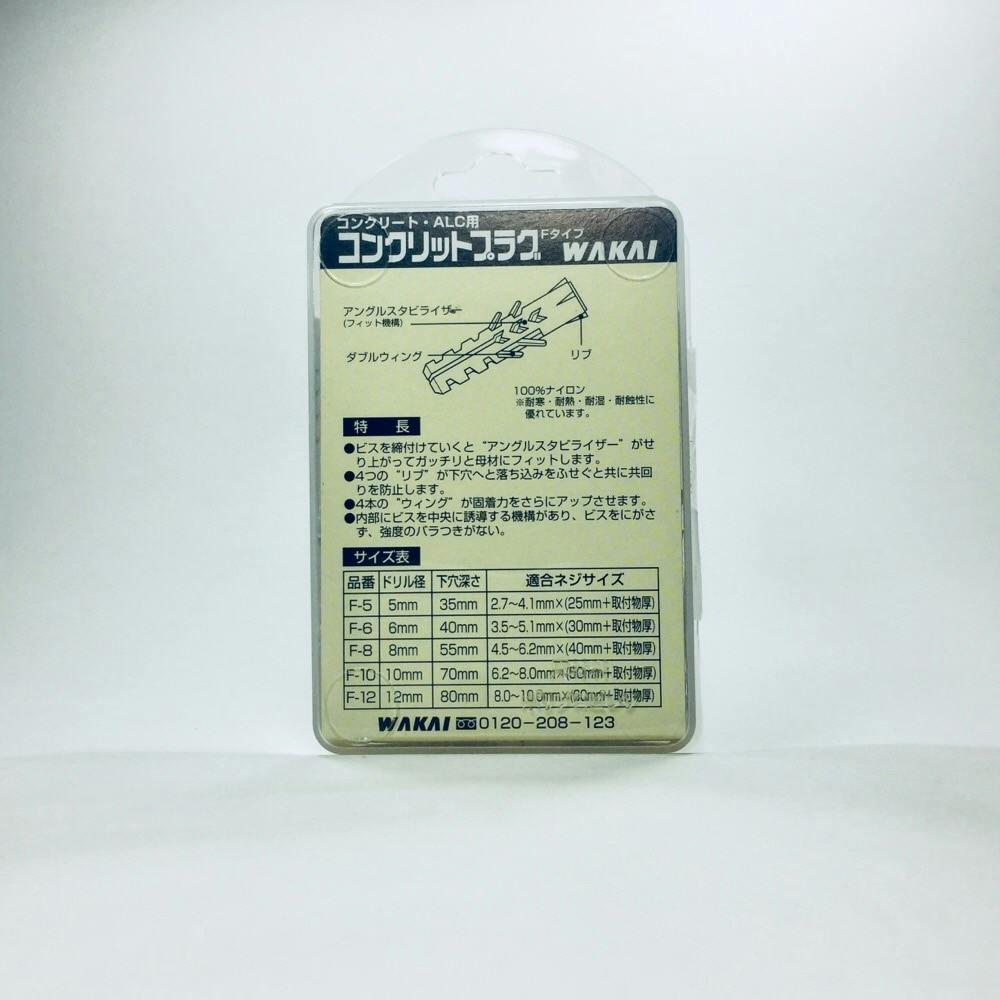 コンクリート・ALC用
コンクリットプラグ Fタイプ WAKAI
アングルスタビライザー
(フィット機構)
ダブルウィング
リブ
100%ナイロン
※耐寒・耐熱・耐湿・耐蝕性に
優れています。
特 長
●ビスを締付けていくと“アングルスタビライザー”がせ
り上がってガッチリと母材にフィットします。
●4つの“リブ”が下穴へと落ち込みをふせぐと共に共回
りを防止します。
●4本の“ウィング”が固着力をさらにアップさせます。
●内部にビスを中央に誘導する機構があり、ビスをにがさ
ず、強度のバラつきがない。
サイズ表
品番 ドリル径 下穴深さ 適合ネジサイズ
F-5 5mm 35mm 2.7〜4.1mm×(25mm+取付物厚)
F-6 6mm 40mm 3.5〜5.1mm×(30mm+取付物厚)
F-8 8mm 55mm 4.5〜6.2mm×(40mm+取付物厚)
F-10 10mm 70mm 6.2〜8.0mm×(50mm+取付物厚)
F-12 12mm 80mm 8.0〜10.0mm×(60mm+取付物厚)
WAKAI 0120-208-123